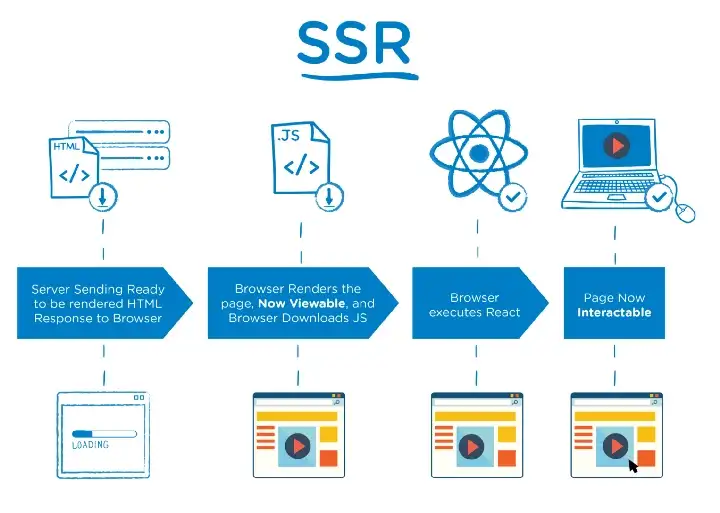 SSR
HTML
</>
.JS
</>
Server Sending Ready
to be rendered HTML
Response to Browser
Browser Renders the
page, Now Viewable, and
Browser Downloads JS
Browser
executes React
Page Now
Interactable
LOADING